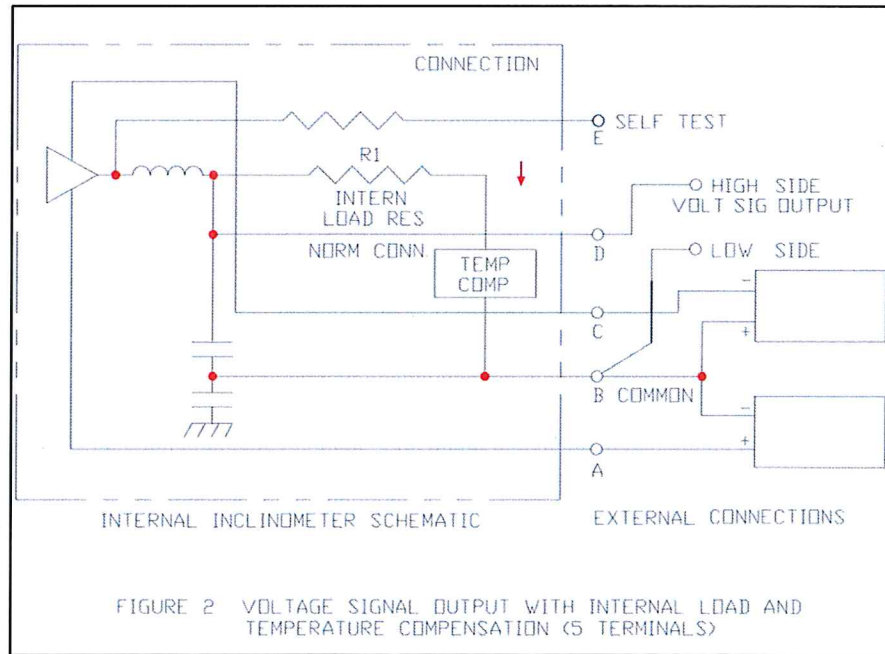 CONNECTION
SELF TEST
E
R1
INTERN
LOAD RES
NORM CONN.
HIGH SIDE
VOLT SIG OUTPUT
D
LOW SIDE
TEMP
COMP
-
C
+
B COMMON
-
+
A
INTERNAL INCLINOMETER SCHEMATIC
EXTERNAL CONNECTIONS
FIGURE 2 VOLTAGE SIGNAL OUTPUT WITH INTERNAL LOAD AND
TEMPERATURE COMPENSATION (5 TERMINALS)